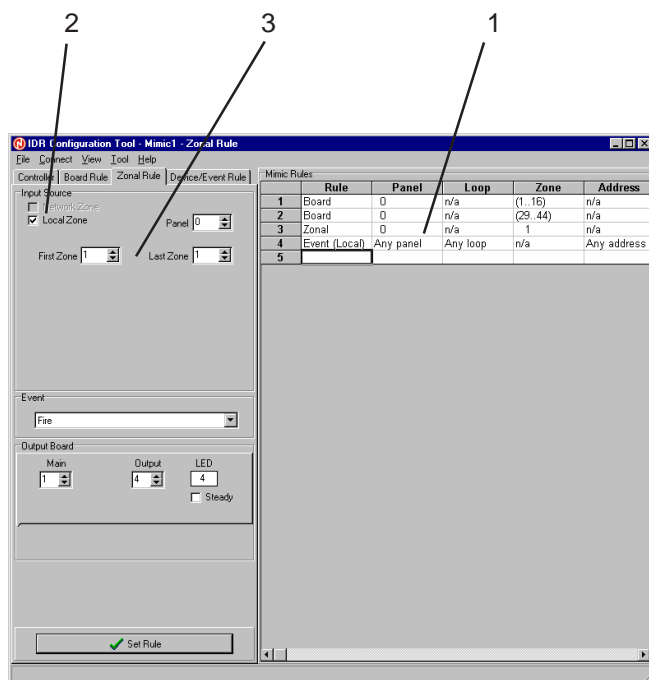 2 3 1
IDR Configuration Tool - Mimic1 - Zonal Rule
File Connect View Tool Help
Controller Board Rule Zonal Rule Device/Event Rule
Input Source
Network Zone
Local Zone Panel 0
First Zone 1 Last Zone 1
Event
Fire
Output Board
Main Output LED
1 4 4
Steady
Set Rule
Mimic Rules
Rule Panel Loop Zone Address
1 Board 0 n/a (1..16) n/a
2 Board 0 n/a (29..44) n/a
3 Zonal 0 n/a 1 n/a
4 Event (Local) Any panel Any loop n/a Any address
5